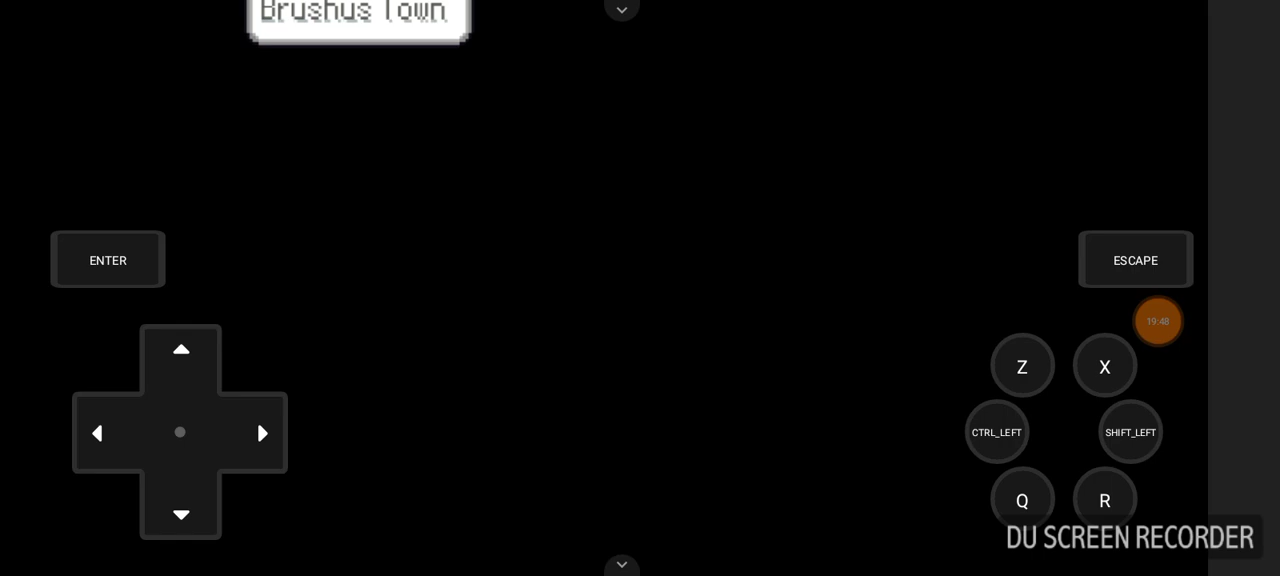 Brushus Town
ENTER
ESCAPE
19:48
Z
X
CTRL_LEFT
SHIFT_LEFT
Q
R
DU SCREEN RECORDER